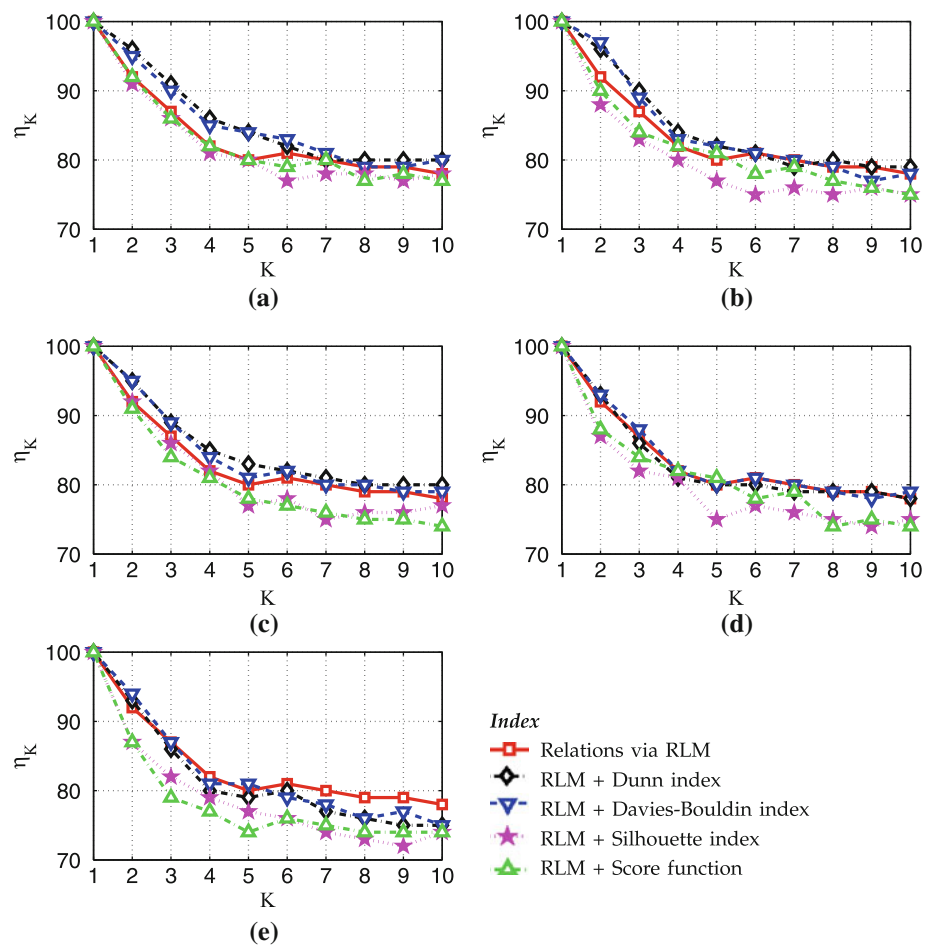 100
90
80
70
η_K
1 2 3 4 5 6 7 8 9 10
K
(a)
100
90
80
70
η_K
1 2 3 4 5 6 7 8 9 10
K
(b)
100
90
80
70
η_K
1 2 3 4 5 6 7 8 9 10
K
(c)
100
90
80
70
η_K
1 2 3 4 5 6 7 8 9 10
K
(d)
100
90
80
70
η_K
1 2 3 4 5 6 7 8 9 10
K
(e)
Index
Relations via RLM
RLM + Dunn index
RLM + Davies-Bouldin index
RLM + Silhouette index
RLM + Score function